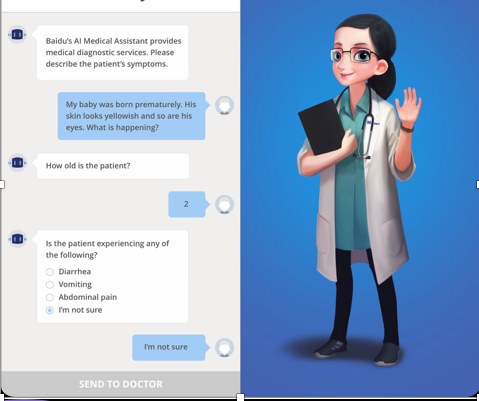 Baidu's AI Medical Assistant provides
medical diagnostic services. Please
describe the patient's symptoms.
My baby was born prematurely. His
skin looks yellowish and so are his
eyes. What is happening?
How old is the patient?
2
Is the patient experiencing any of
the following?
Diarrhea
Vomiting
Abdominal pain
I'm not sure
I'm not sure
SEND TO DOCTOR